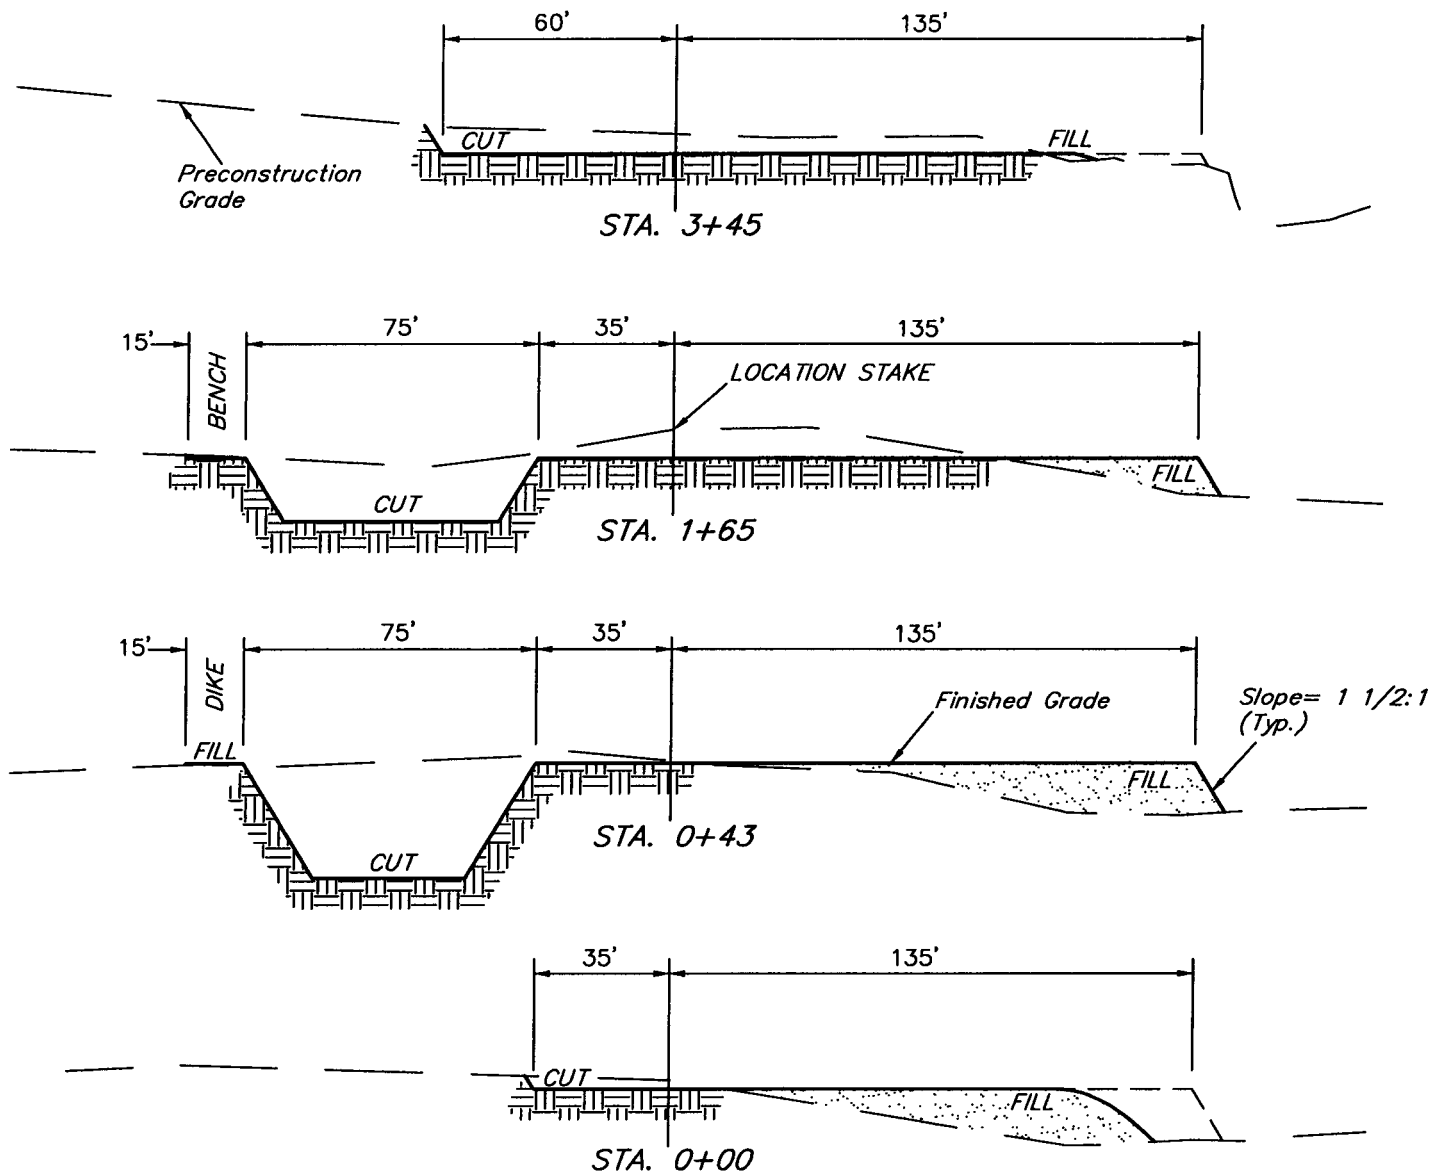 60'
135'
CUT
FILL
Preconstruction
Grade
STA. 3+45
15'
75'
35'
135'
BENCH
LOCATION STAKE
CUT
FILL
STA. 1+65
15'
75'
35'
135'
DIKE
Finished Grade
Slope= 1 1/2:1
(Typ.)
FILL
FILL
CUT
STA. 0+43
35'
135'
CUT
FILL
STA. 0+00